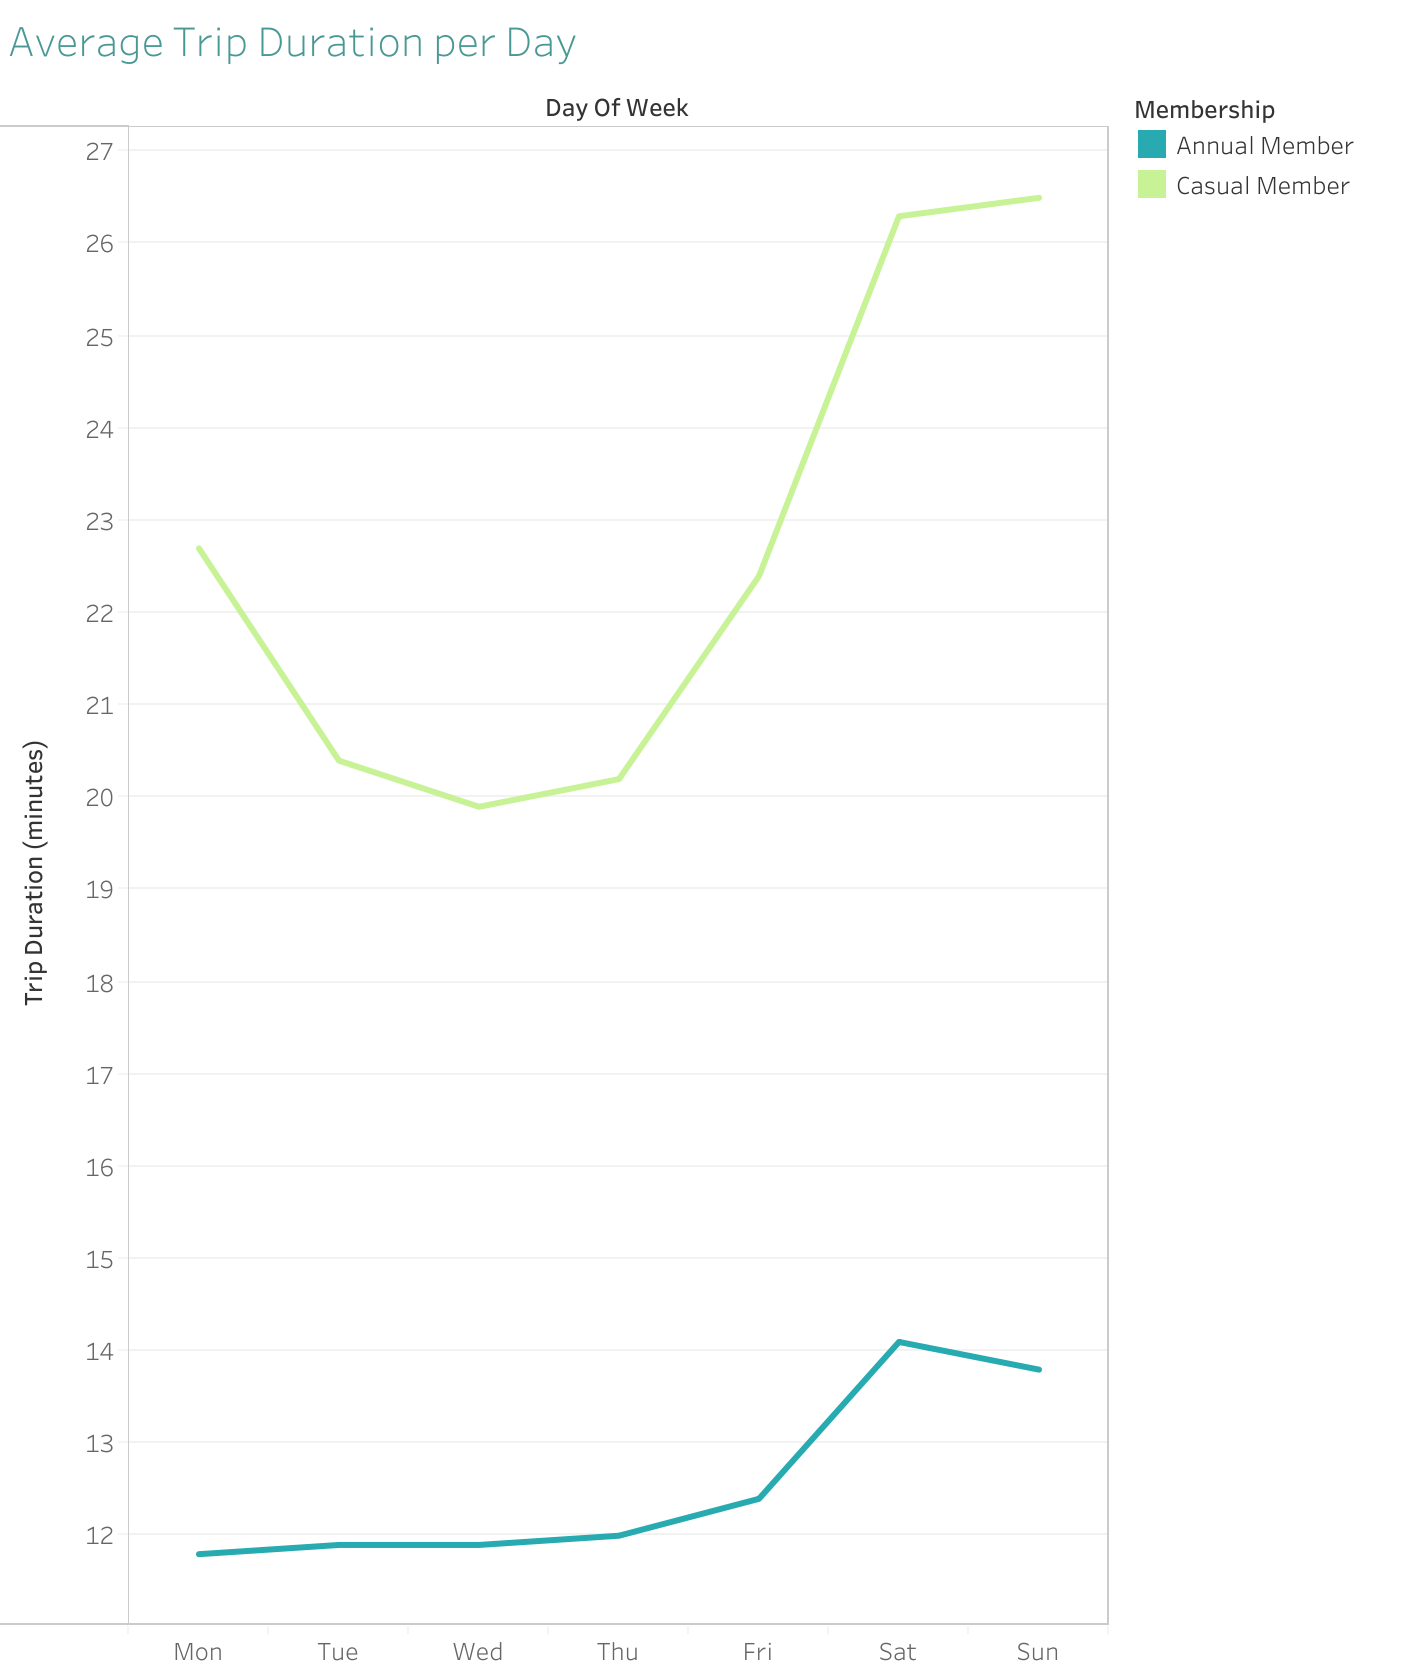 Average Trip Duration per Day
Day Of Week
Membership
Annual Member
Casual Member
27
26
25
24
23
22
21
20
19
18
17
16
15
14
13
12
Trip Duration (minutes)
Mon Tue Wed Thu Fri Sat Sun